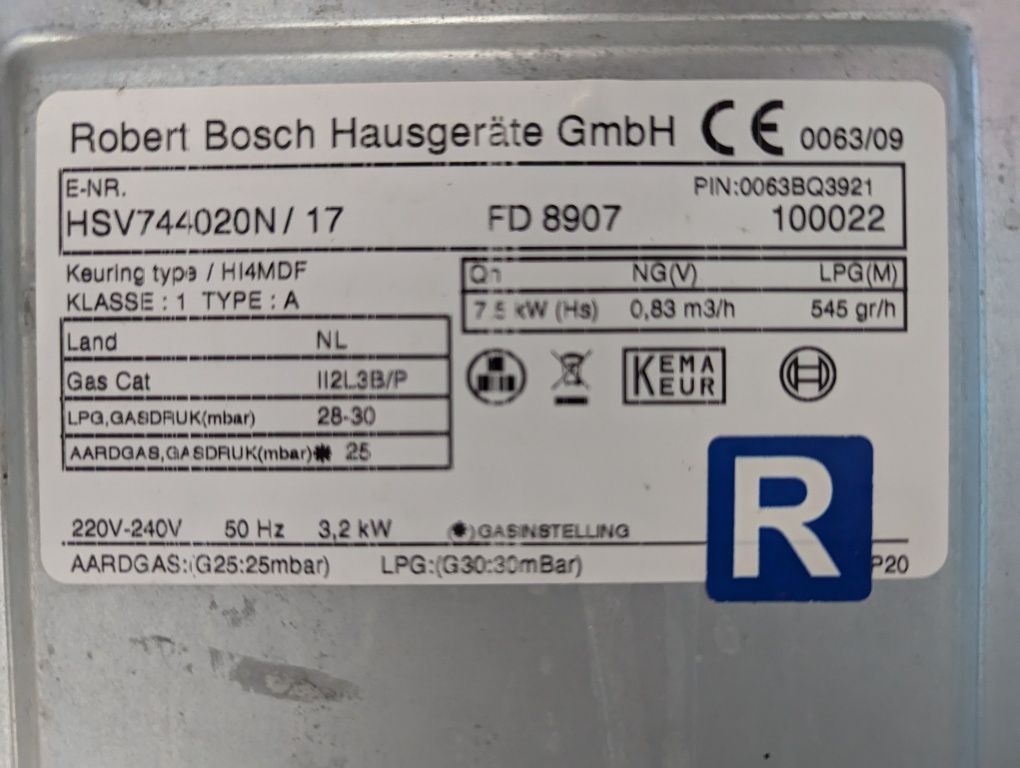 Robert Bosch Hausgeräte GmbH CE 0063/09
E-NR. PIN:0063BQ3921
HSV744020N / 17 FD 8907 100022
Keuring type / HI4MDF
KLASSE : 1 TYPE : A
Qn NG(V) LPG(M)
7.5 kW (Hs) 0,83 m3/h 545 gr/h
Land NL
Gas Cat II2L3B/P
LPG,GASDRUK(mbar) 28-30
AARDGAS,GASDRUK(mbar)✸ 25
KEMA
KEUR
R
220V-240V 50 Hz 3,2 kW (✸)GASINSTELLING
AARDGAS:(G25:25mbar) LPG:(G30:30mBar) P20